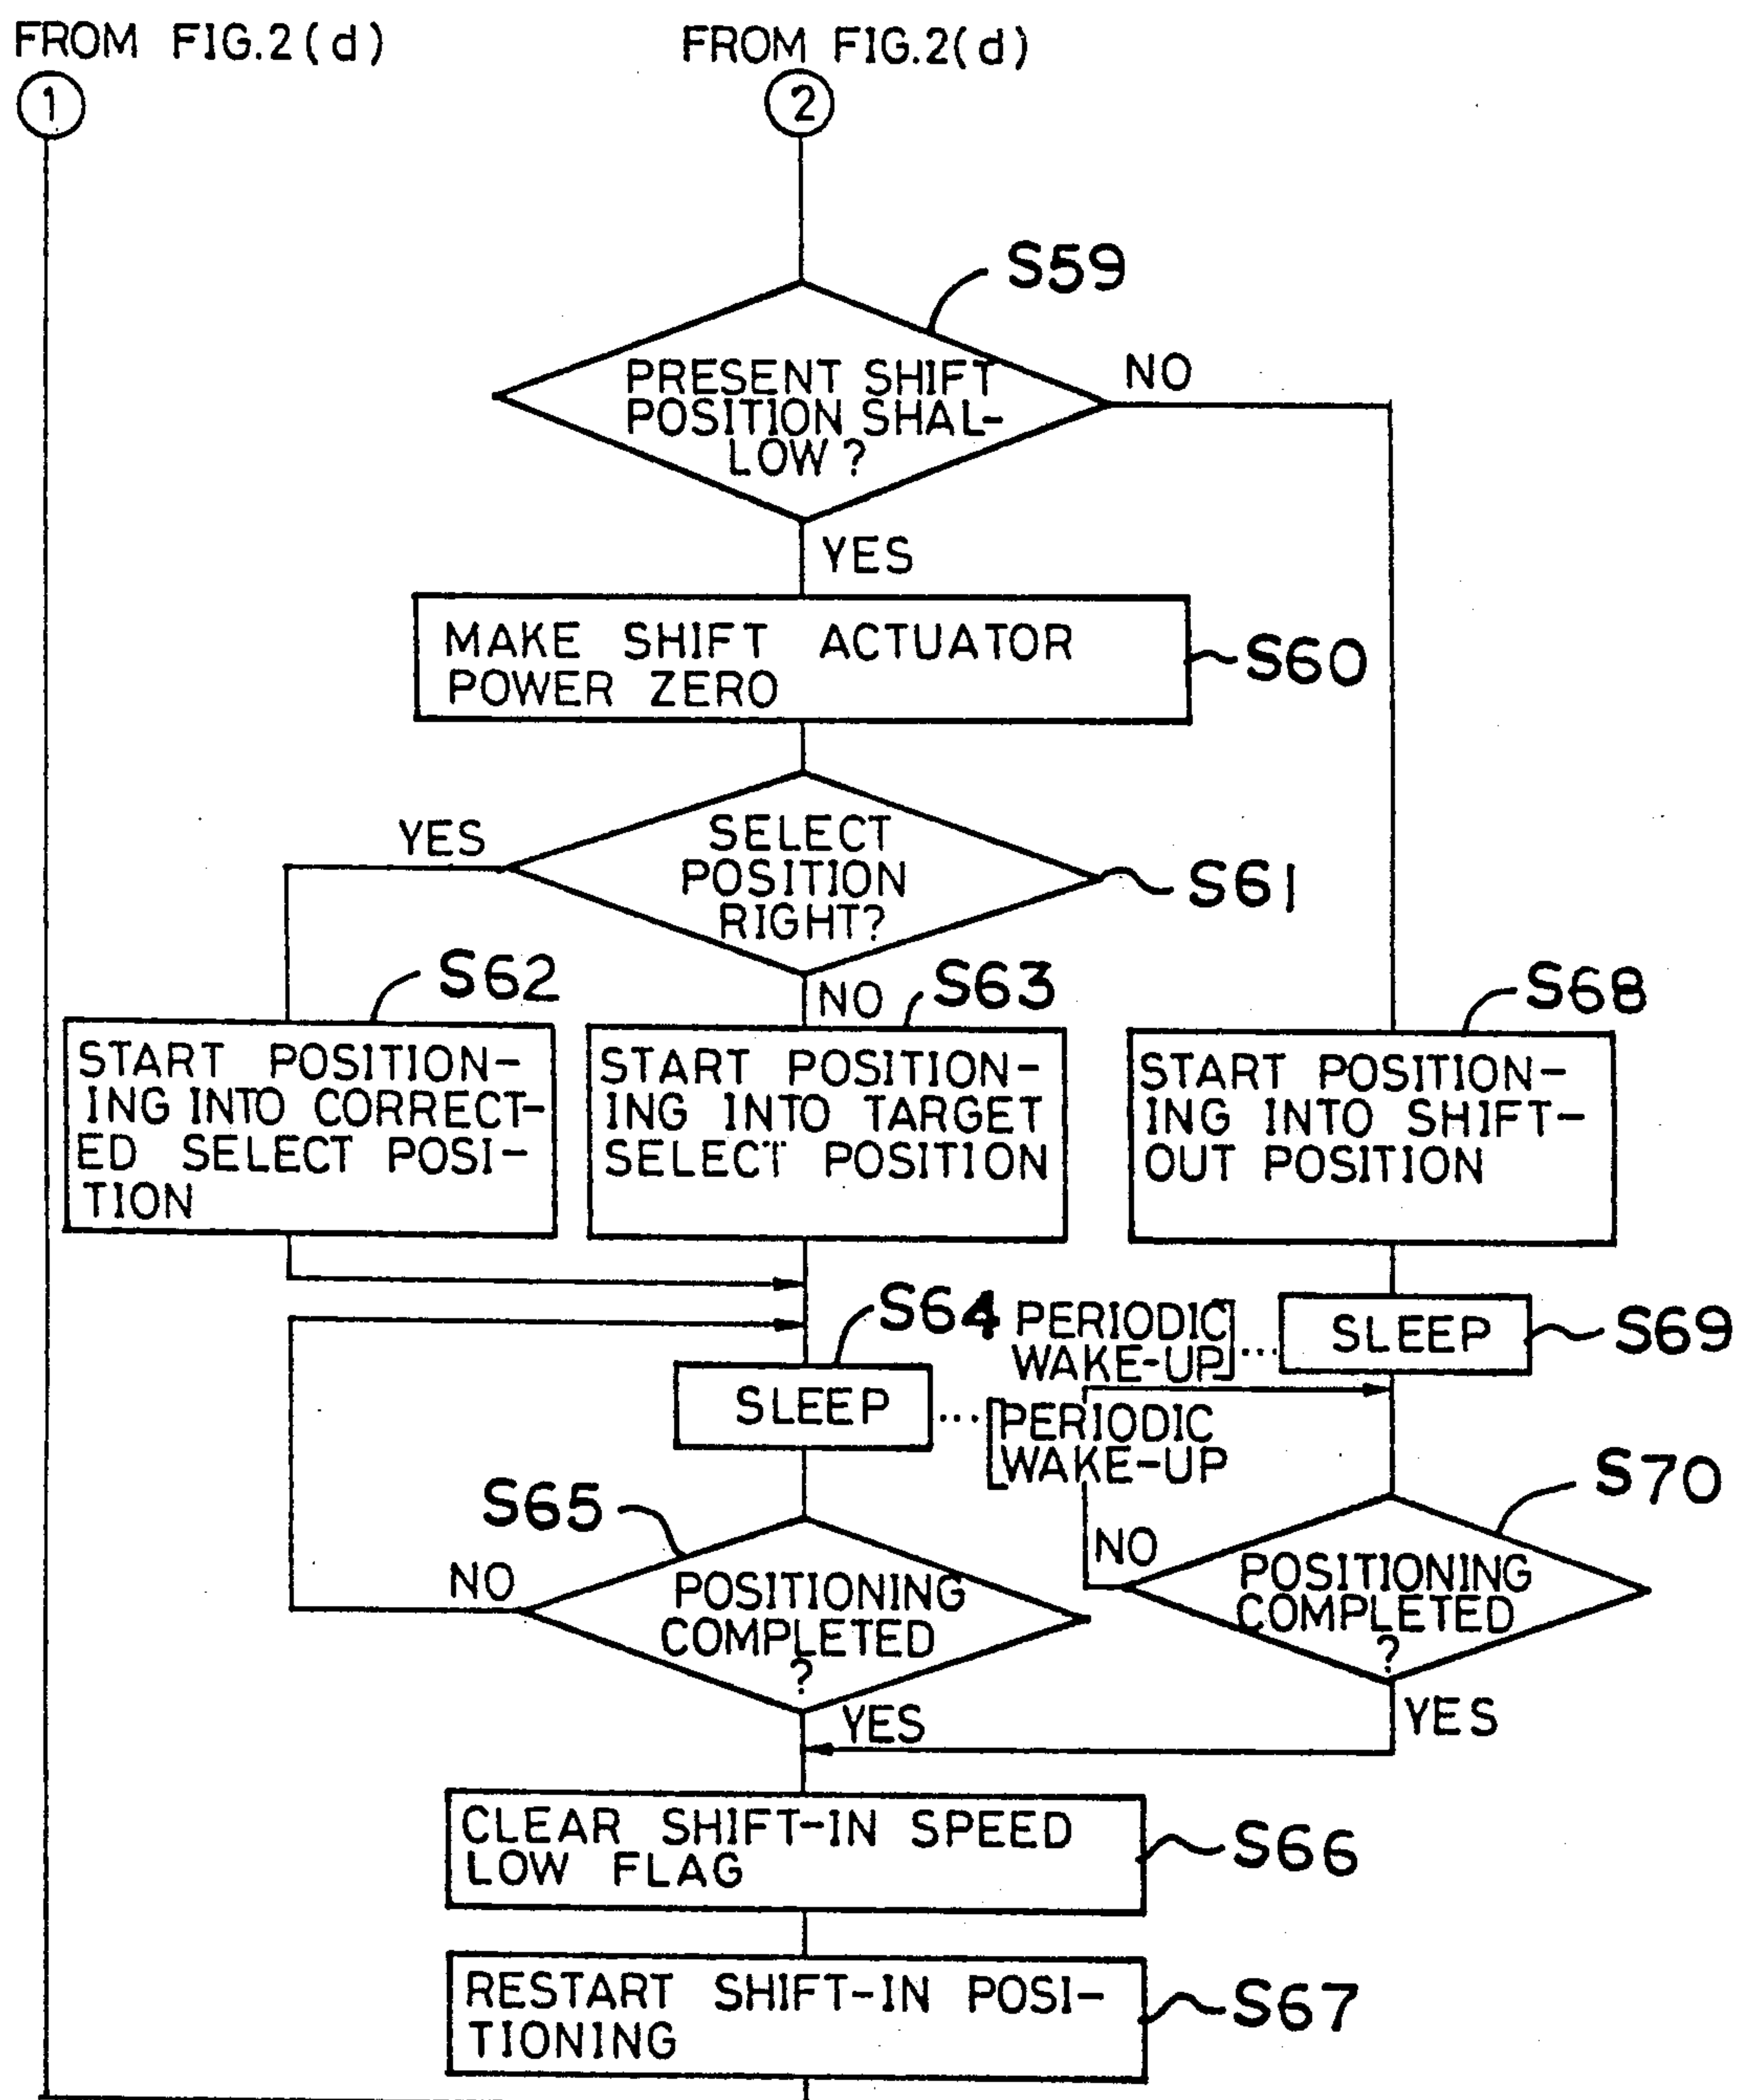 FROM FIG.2(d)
FROM FIG.2(d)
1
2
S59
PRESENT SHIFT
POSITION SHAL-
LOW?
NO
YES
MAKE SHIFT ACTUATOR
POWER ZERO
S60
YES
SELECT
POSITION
RIGHT?
S61
S62
NO
S63
S68
START POSITION-
ING INTO CORRECT-
ED SELECT POSI-
TION
START POSITION-
ING INTO TARGET
SELECT POSITION
START POSITION-
ING INTO SHIFT-
OUT POSITION
S64
PERIODIC
WAKE-UP
SLEEP
S69
SLEEP
PERIODIC
WAKE-UP
S65
S70
NO
POSITIONING
COMPLETED
?
NO
POSITIONING
COMPLETED
?
YES
YES
CLEAR SHIFT-IN SPEED
LOW FLAG
S66
RESTART SHIFT-IN POSI-
TIONING
S67